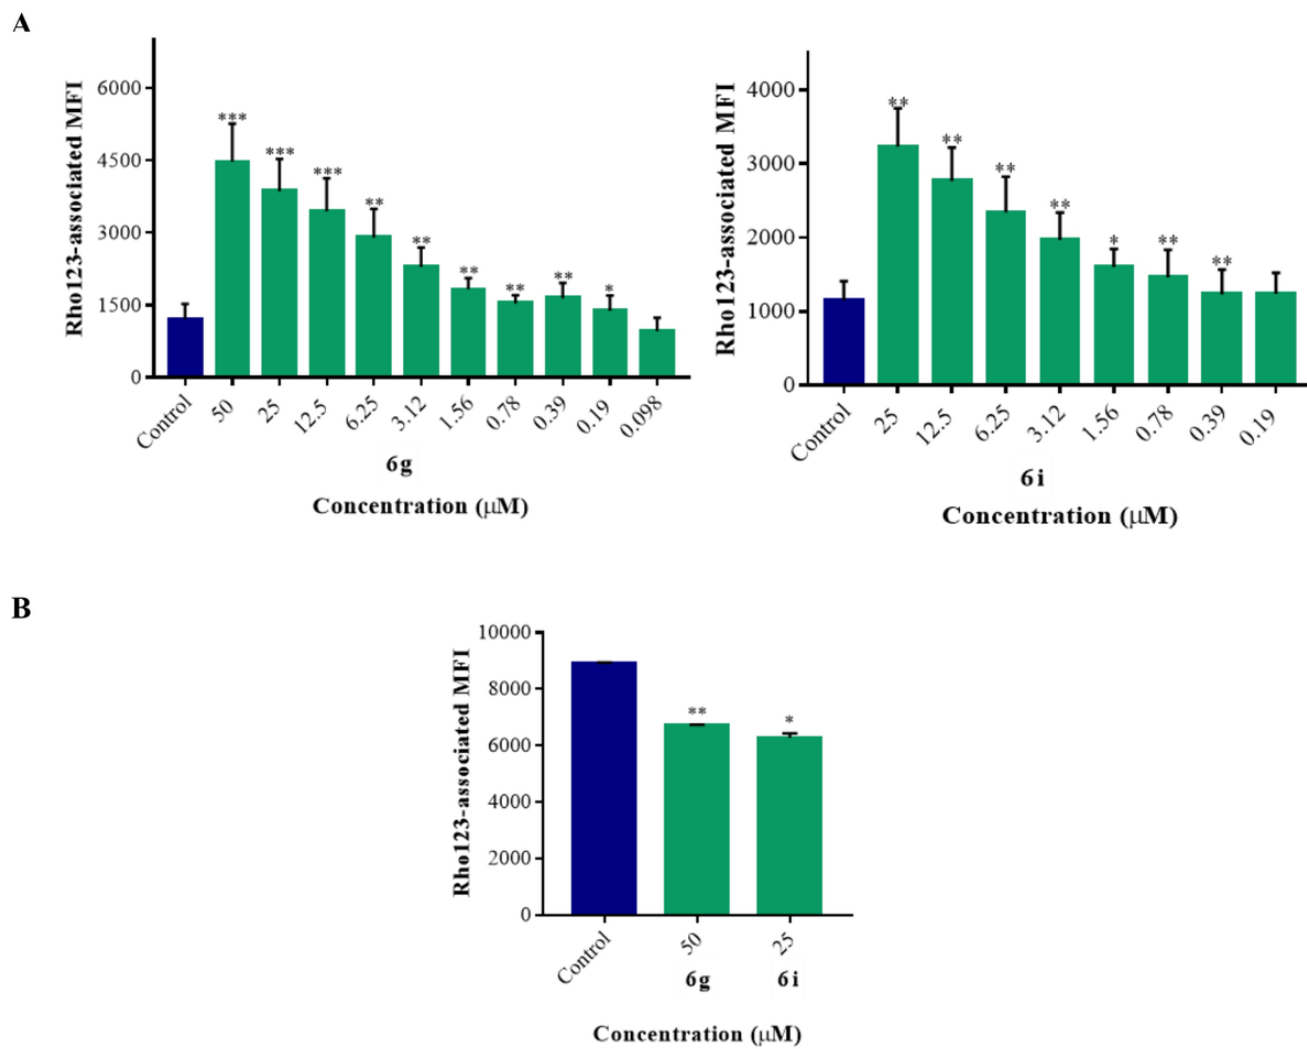 A
Rho123-associated MFI
6000
4500
3000
1500
0
*** *** *** ** ** ** ** ** *
Control 50 25 12.5 6.25 3.12 1.56 0.78 0.39 0.19 0.098
6g
Concentration (μM)
Rho123-associated MFI
4000
3000
2000
1000
0
** ** ** ** * ** **
Control 25 12.5 6.25 3.12 1.56 0.78 0.39 0.19
6i
Concentration (μM)
B
Rho123-associated MFI
10000
8000
6000
4000
2000
0
** *
Control 50 25
6g 6i
Concentration (μM)